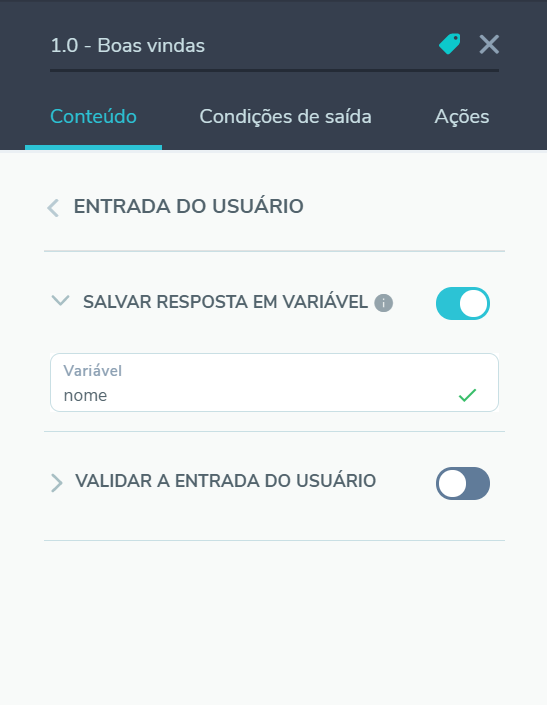 1.0 - Boas vindas
Conteúdo Condições de saída Ações
ENTRADA DO USUÁRIO
SALVAR RESPOSTA EM VARIÁVEL i
Variável
nome
VALIDAR A ENTRADA DO USUÁRIO